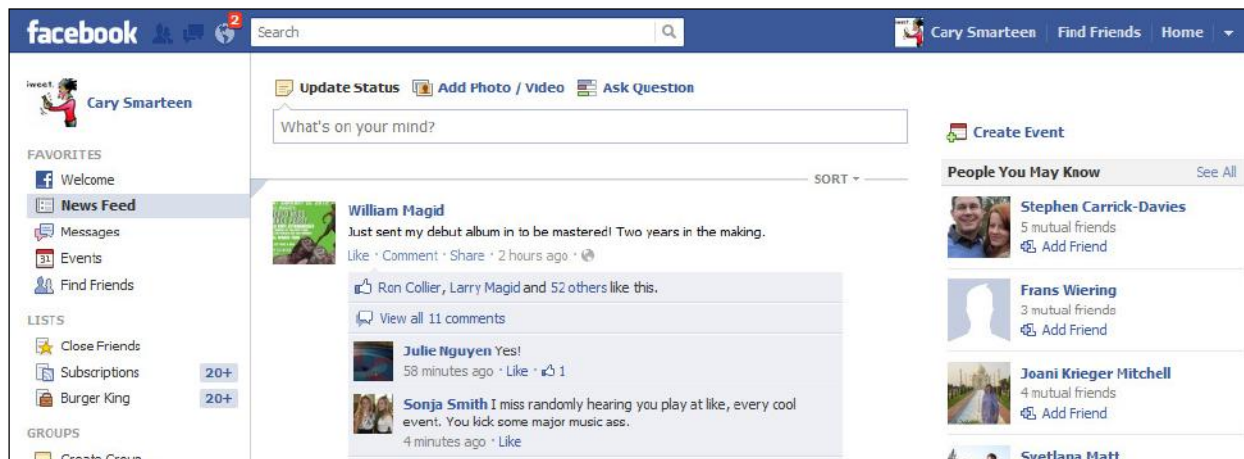 facebook
2
Search
Cary Smarteen
Find Friends
Home
Cary Smarteen
FAVORITES
Welcome
News Feed
Messages
31 Events
Find Friends
LISTS
Close Friends
Subscriptions 20+
Burger King 20+
GROUPS
Create Group
Update Status Add Photo / Video Ask Question
What's on your mind?
SORT
William Magid
Just sent my debut album in to be mastered! Two years in the making.
Like · Comment · Share · 2 hours ago ·
Ron Collier, Larry Magid and 52 others like this.
View all 11 comments
Julie Nguyen Yes!
58 minutes ago · Like · 1
Sonja Smith I miss randomly hearing you play at like, every cool
event. You kick some major music ass.
4 minutes ago · Like
Create Event
People You May Know See All
Stephen Carrick-Davies
5 mutual friends
Add Friend
Frans Wiering
3 mutual friends
Add Friend
Joani Krieger Mitchell
4 mutual friends
Add Friend
Svetlana Matt